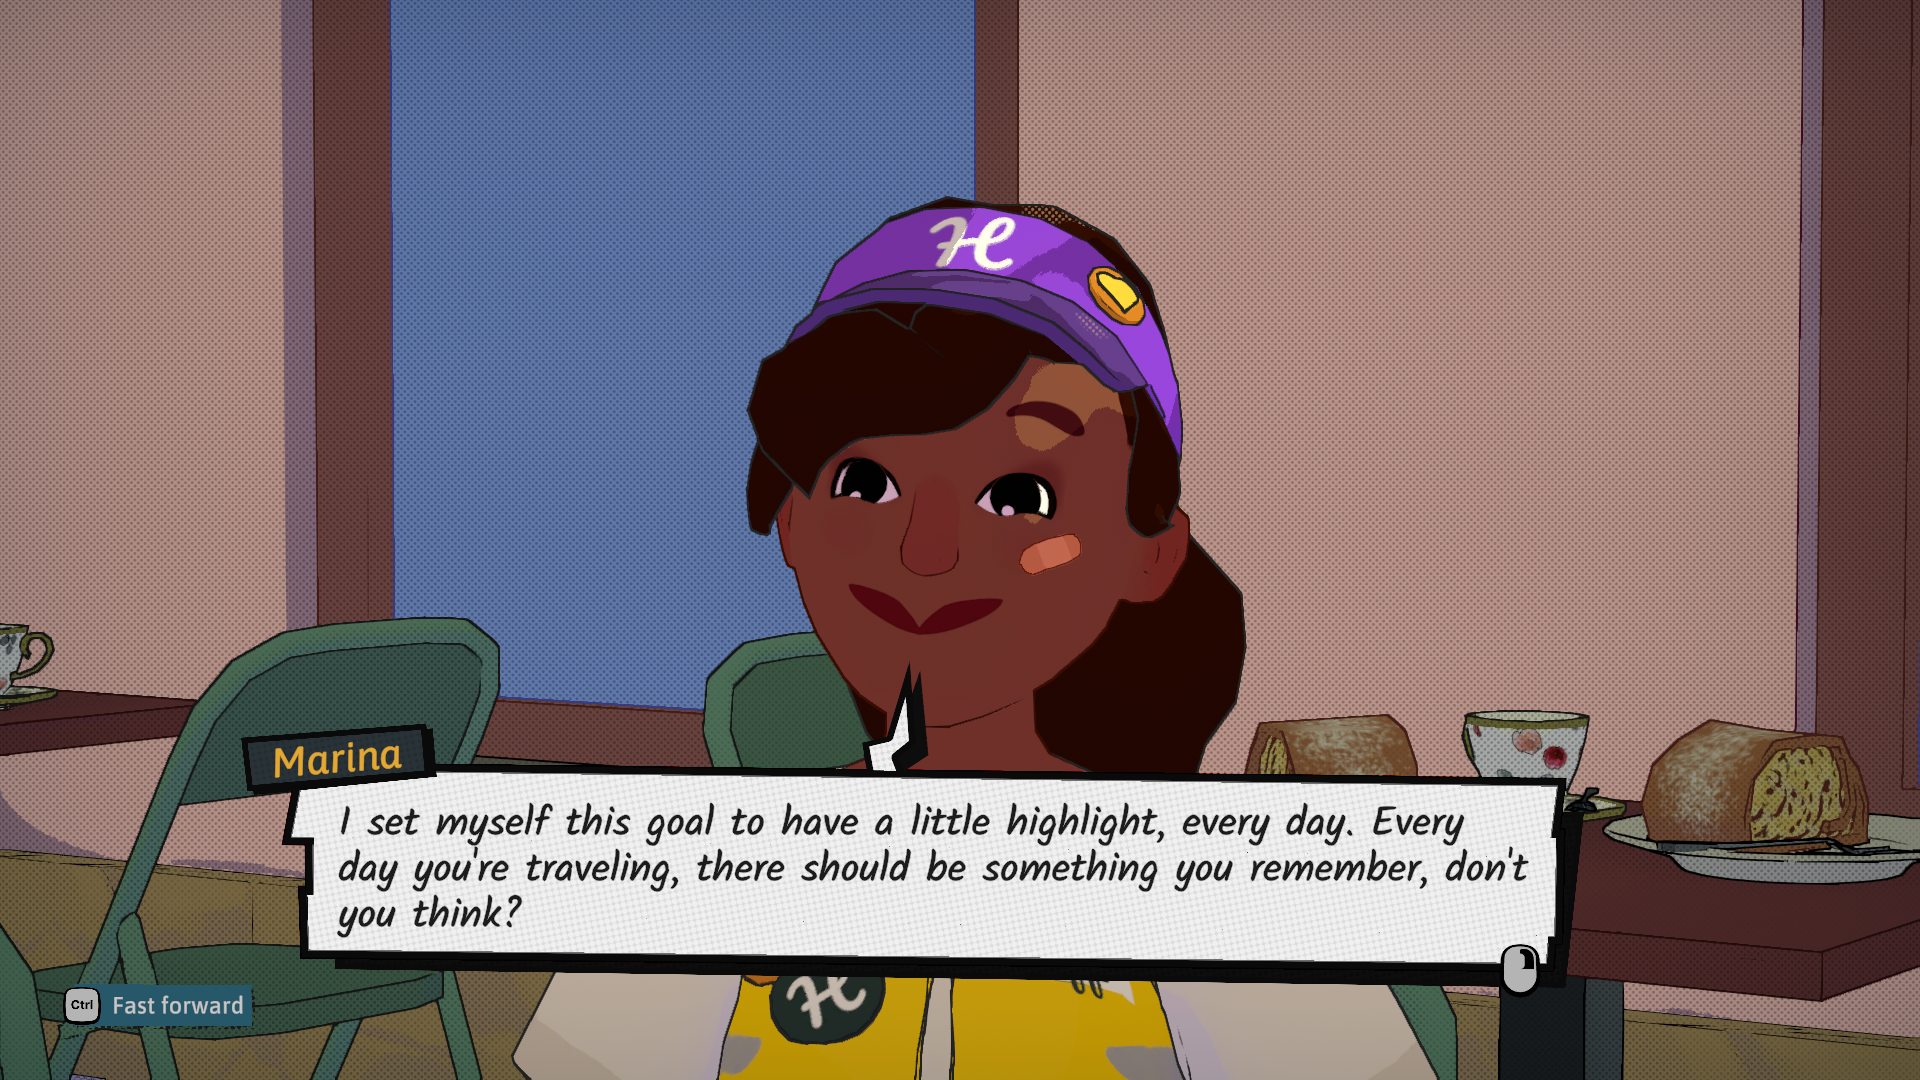 H
Marina
I set myself this goal to have a little highlight, every day. Every
day you're traveling, there should be something you remember, don't
you think?
H
Ctrl Fast forward